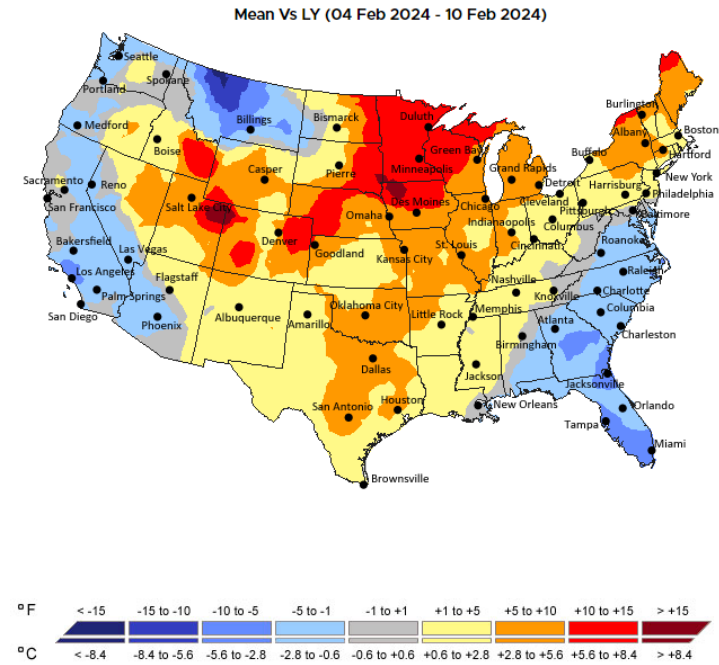 Mean Vs LY (04 Feb 2024 - 10 Feb 2024)
Seattle
Spokane
Portland
Medford
Billings
Bismarck
Duluth
Burlington
Boise
Pierre
Minneapolis
Green Bay
Albany
Boston
Hartford
Casper
Grand Rapids
Buffalo
New York
Sacramento
Reno
Salt Lake City
Omaha
Des Moines
Chicago
Detroit
Cleveland
Harrisburg
Philadelphia
San Francisco
Denver
Goodland
Indianapolis
Pittsburgh
Columbus
Baltimore
Bakersfield
Las Vegas
Kansas City
St. Louis
Cincinnati
Roanoke
Los Angeles
Flagstaff
Nashville
Knoxville
Raleigh
Palm Springs
Charlotte
San Diego
Phoenix
Albuquerque
Amarillo
Oklahoma City
Little Rock
Memphis
Atlanta
Columbia
Birmingham
Charleston
Dallas
Jackson
Jacksonville
San Antonio
Houston
New Orleans
Orlando
Tampa
Miami
Brownsville
°F < -15 -15 to -10 -10 to -5 -5 to -1 -1 to +1 +1 to +5 +5 to +10 +10 to +15 > +15
°C < -8.4 -8.4 to -5.6 -5.6 to -2.8 -2.8 to -0.6 -0.6 to +0.6 +0.6 to +2.8 +2.8 to +5.6 +5.6 to +8.4 > +8.4